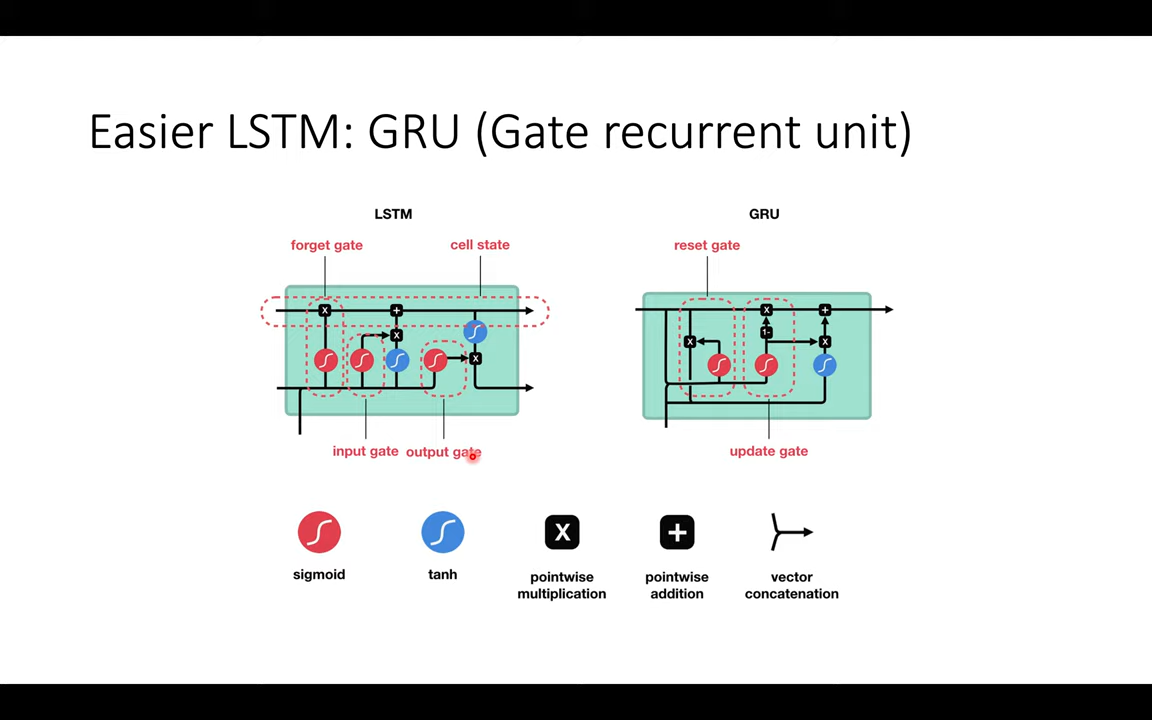 Easier LSTM: GRU (Gate recurrent unit)
LSTM
GRU
forget gate
cell state
reset gate
x
+
x
+
x
x
1-
x
x
input gate
output gate
update gate
X
+
sigmoid
tanh
pointwise
multiplication
pointwise
addition
vector
concatenation